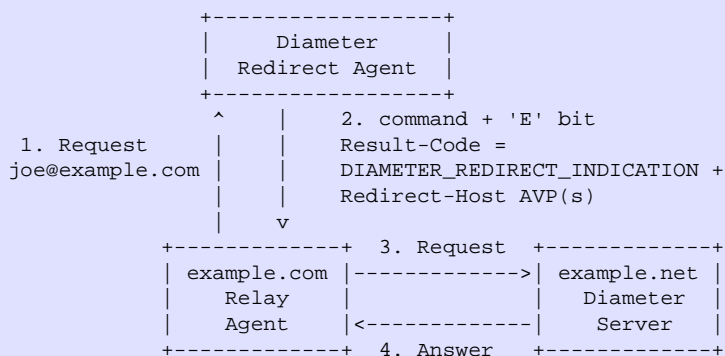 +------------------+
|     Diameter     |
|  Redirect Agent  |
+------------------+
^    |    2. command + 'E' bit
1. Request     |    |    Result-Code =
joe@example.com |    |    DIAMETER_REDIRECT_INDICATION +
|    |    Redirect-Host AVP(s)
|    v
+-------------+  3. Request  +-------------+
| example.com |------------->| example.net |
|    Relay    |              |   Diameter  |
|    Agent    |<-------------|    Server   |
+-------------+  4. Answer   +-------------+